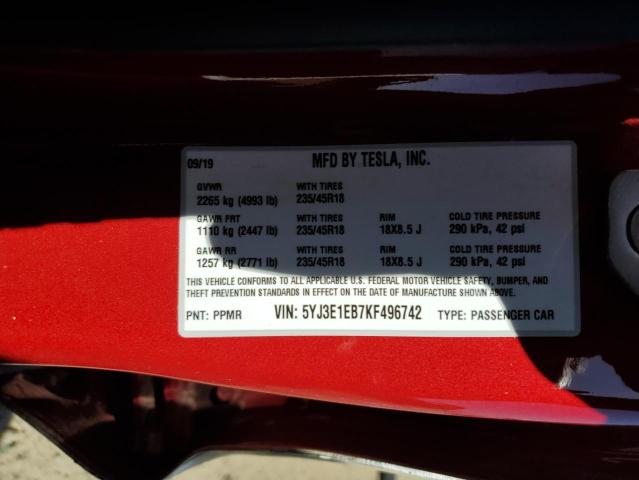 09/19 MFD BY TESLA, INC.
GVWR WITH TIRES
2265 kg (4993 lb) 235/45R18
GAWR FRT WITH TIRES RIM COLD TIRE PRESSURE
1110 kg (2447 lb) 235/45R18 18X8.5 J 290 kPa, 42 psi
GAWR RR WITH TIRES RIM COLD TIRE PRESSURE
1257 kg (2771 lb) 235/45R18 18X8.5 J 290 kPa, 42 psi
THIS VEHICLE CONFORMS TO ALL APPLICABLE U.S. FEDERAL MOTOR VEHICLE SAFETY, BUMPER, AND
THEFT PREVENTION STANDARDS IN EFFECT ON THE DATE OF MANUFACTURE SHOWN ABOVE.
PNT: PPMR VIN: 5YJ3E1EB7KF496742 TYPE: PASSENGER CAR